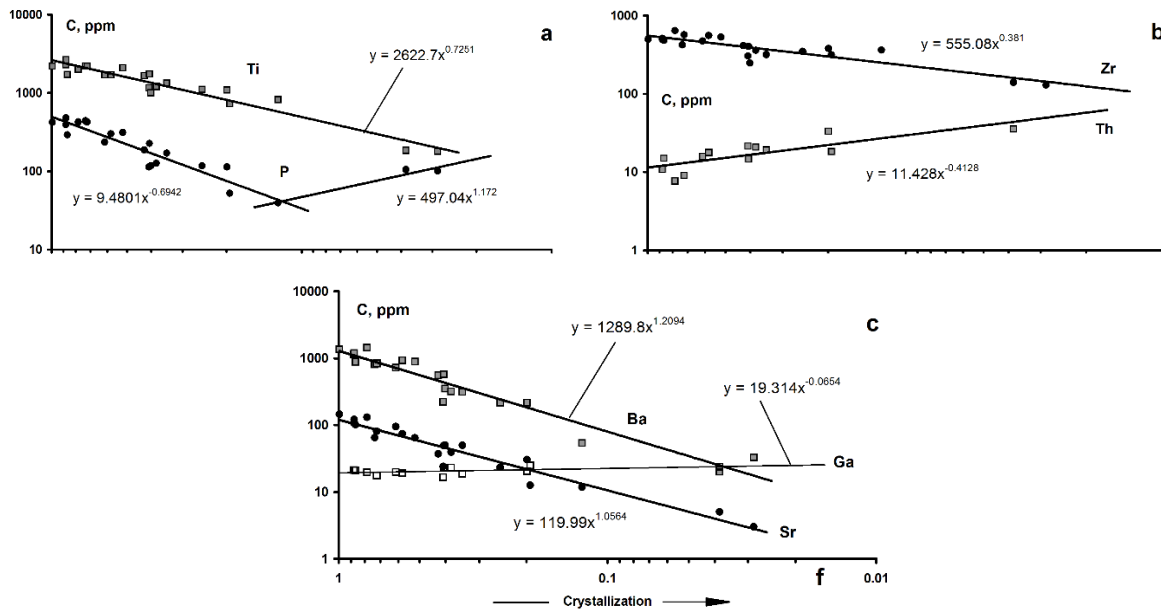 a
C, ppm
10000
1000
100
10
Ti
P
y = 2622.7x^0.7251
y = 9.4801x^-0.6942
y = 497.04x^1.172
b
1000
100
10
1
C, ppm
y = 555.08x^0.381
Zr
Th
y = 11.428x^-0.4128
c
10000
1000
100
10
1
C, ppm
y = 1289.8x^1.2094
y = 19.314x^-0.0654
Ba
Ga
y = 119.99x^1.0564
Sr
1
0.1
f
0.01
Crystallization